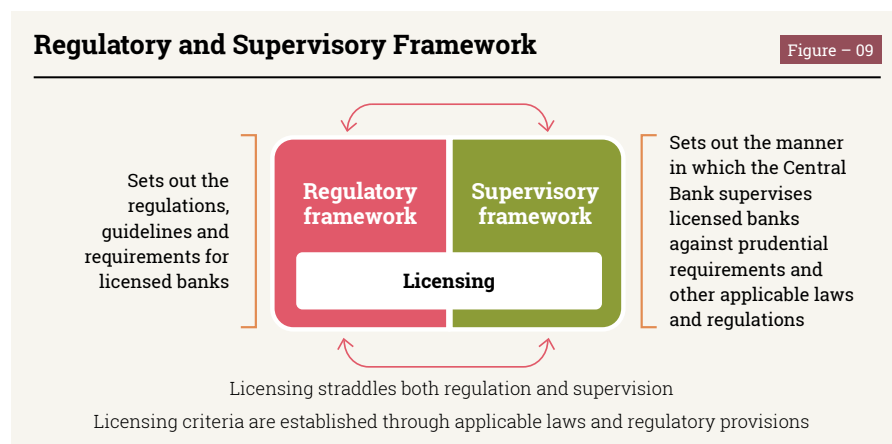 Regulatory and Supervisory Framework
Figure – 09
Sets out the
regulations,
guidelines and
requirements for
licensed banks
Regulatory
framework
Supervisory
framework
Licensing
Sets out the manner
in which the Central
Bank supervises
licensed banks
against prudential
requirements and
other applicable laws
and regulations
Licensing straddles both regulation and supervision
Licensing criteria are established through applicable laws and regulatory provisions